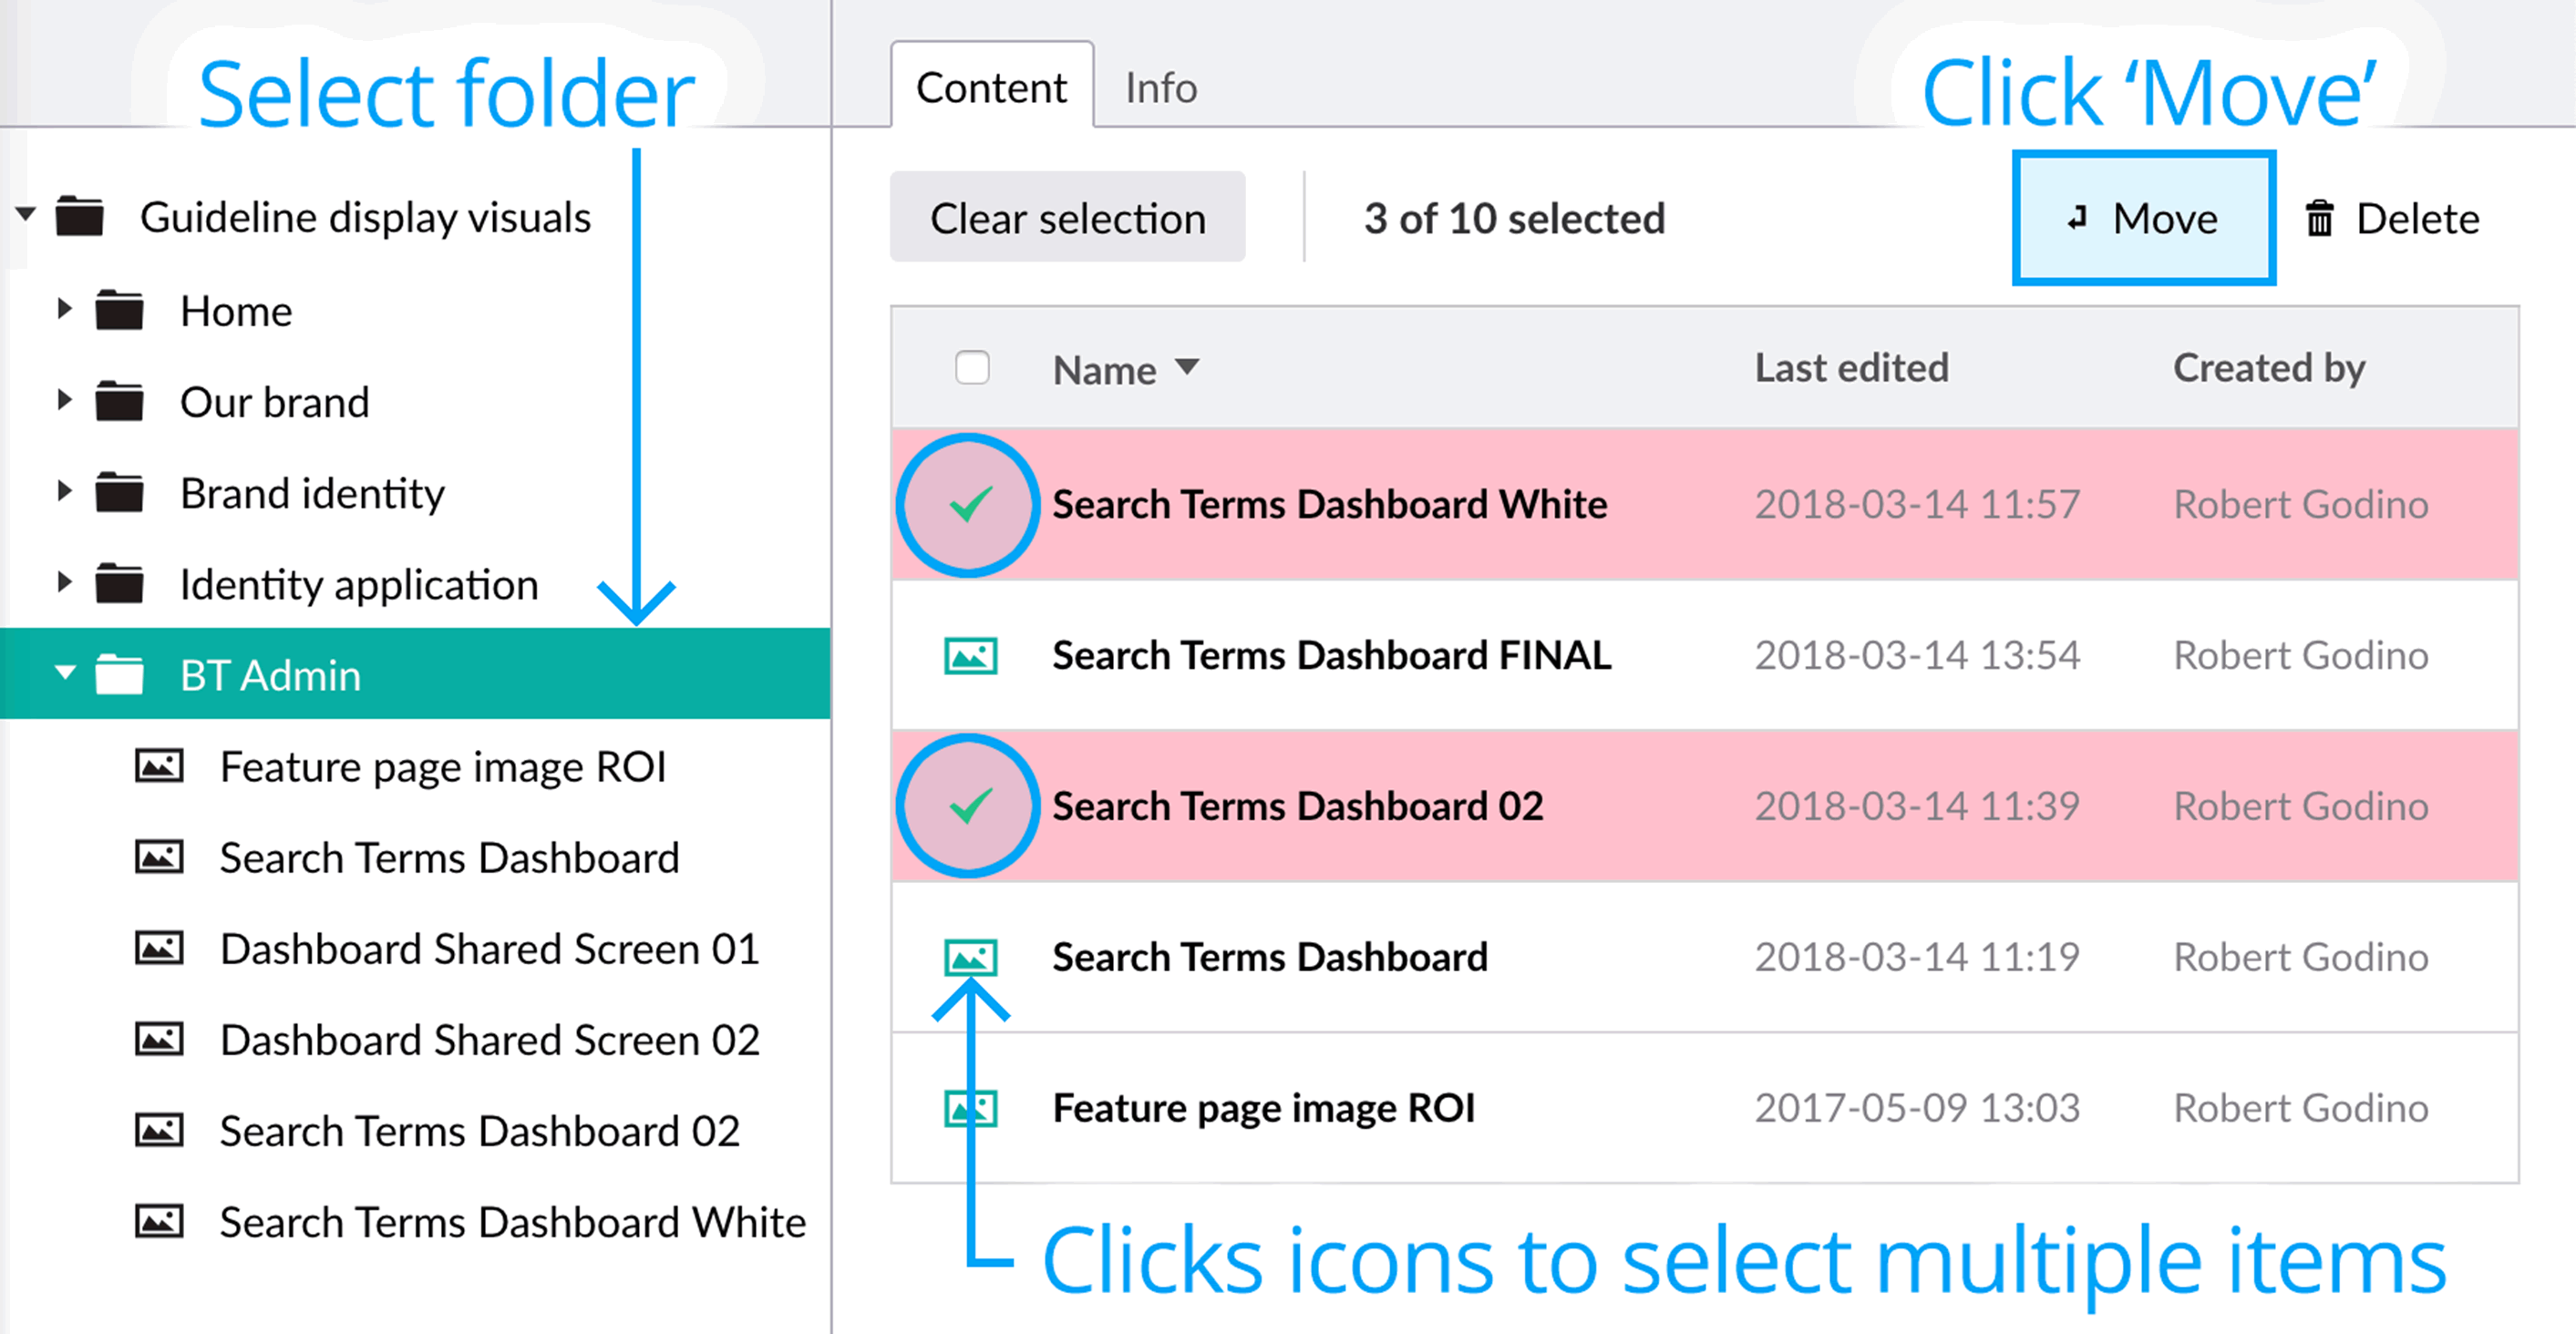 Select folder
Guideline display visuals
Home
Our brand
Brand identity
Identity application
BT Admin
Feature page image ROI
Search Terms Dashboard
Dashboard Shared Screen 01
Dashboard Shared Screen 02
Search Terms Dashboard 02
Search Terms Dashboard White
Content Info
Click ‘Move’
Clear selection 3 of 10 selected Move Delete
Name Last edited Created by
Search Terms Dashboard White 2018-03-14 11:57 Robert Godino
Search Terms Dashboard FINAL 2018-03-14 13:54 Robert Godino
Search Terms Dashboard 02 2018-03-14 11:39 Robert Godino
Search Terms Dashboard 2018-03-14 11:19 Robert Godino
Feature page image ROI 2017-05-09 13:03 Robert Godino
Clicks icons to select multiple items